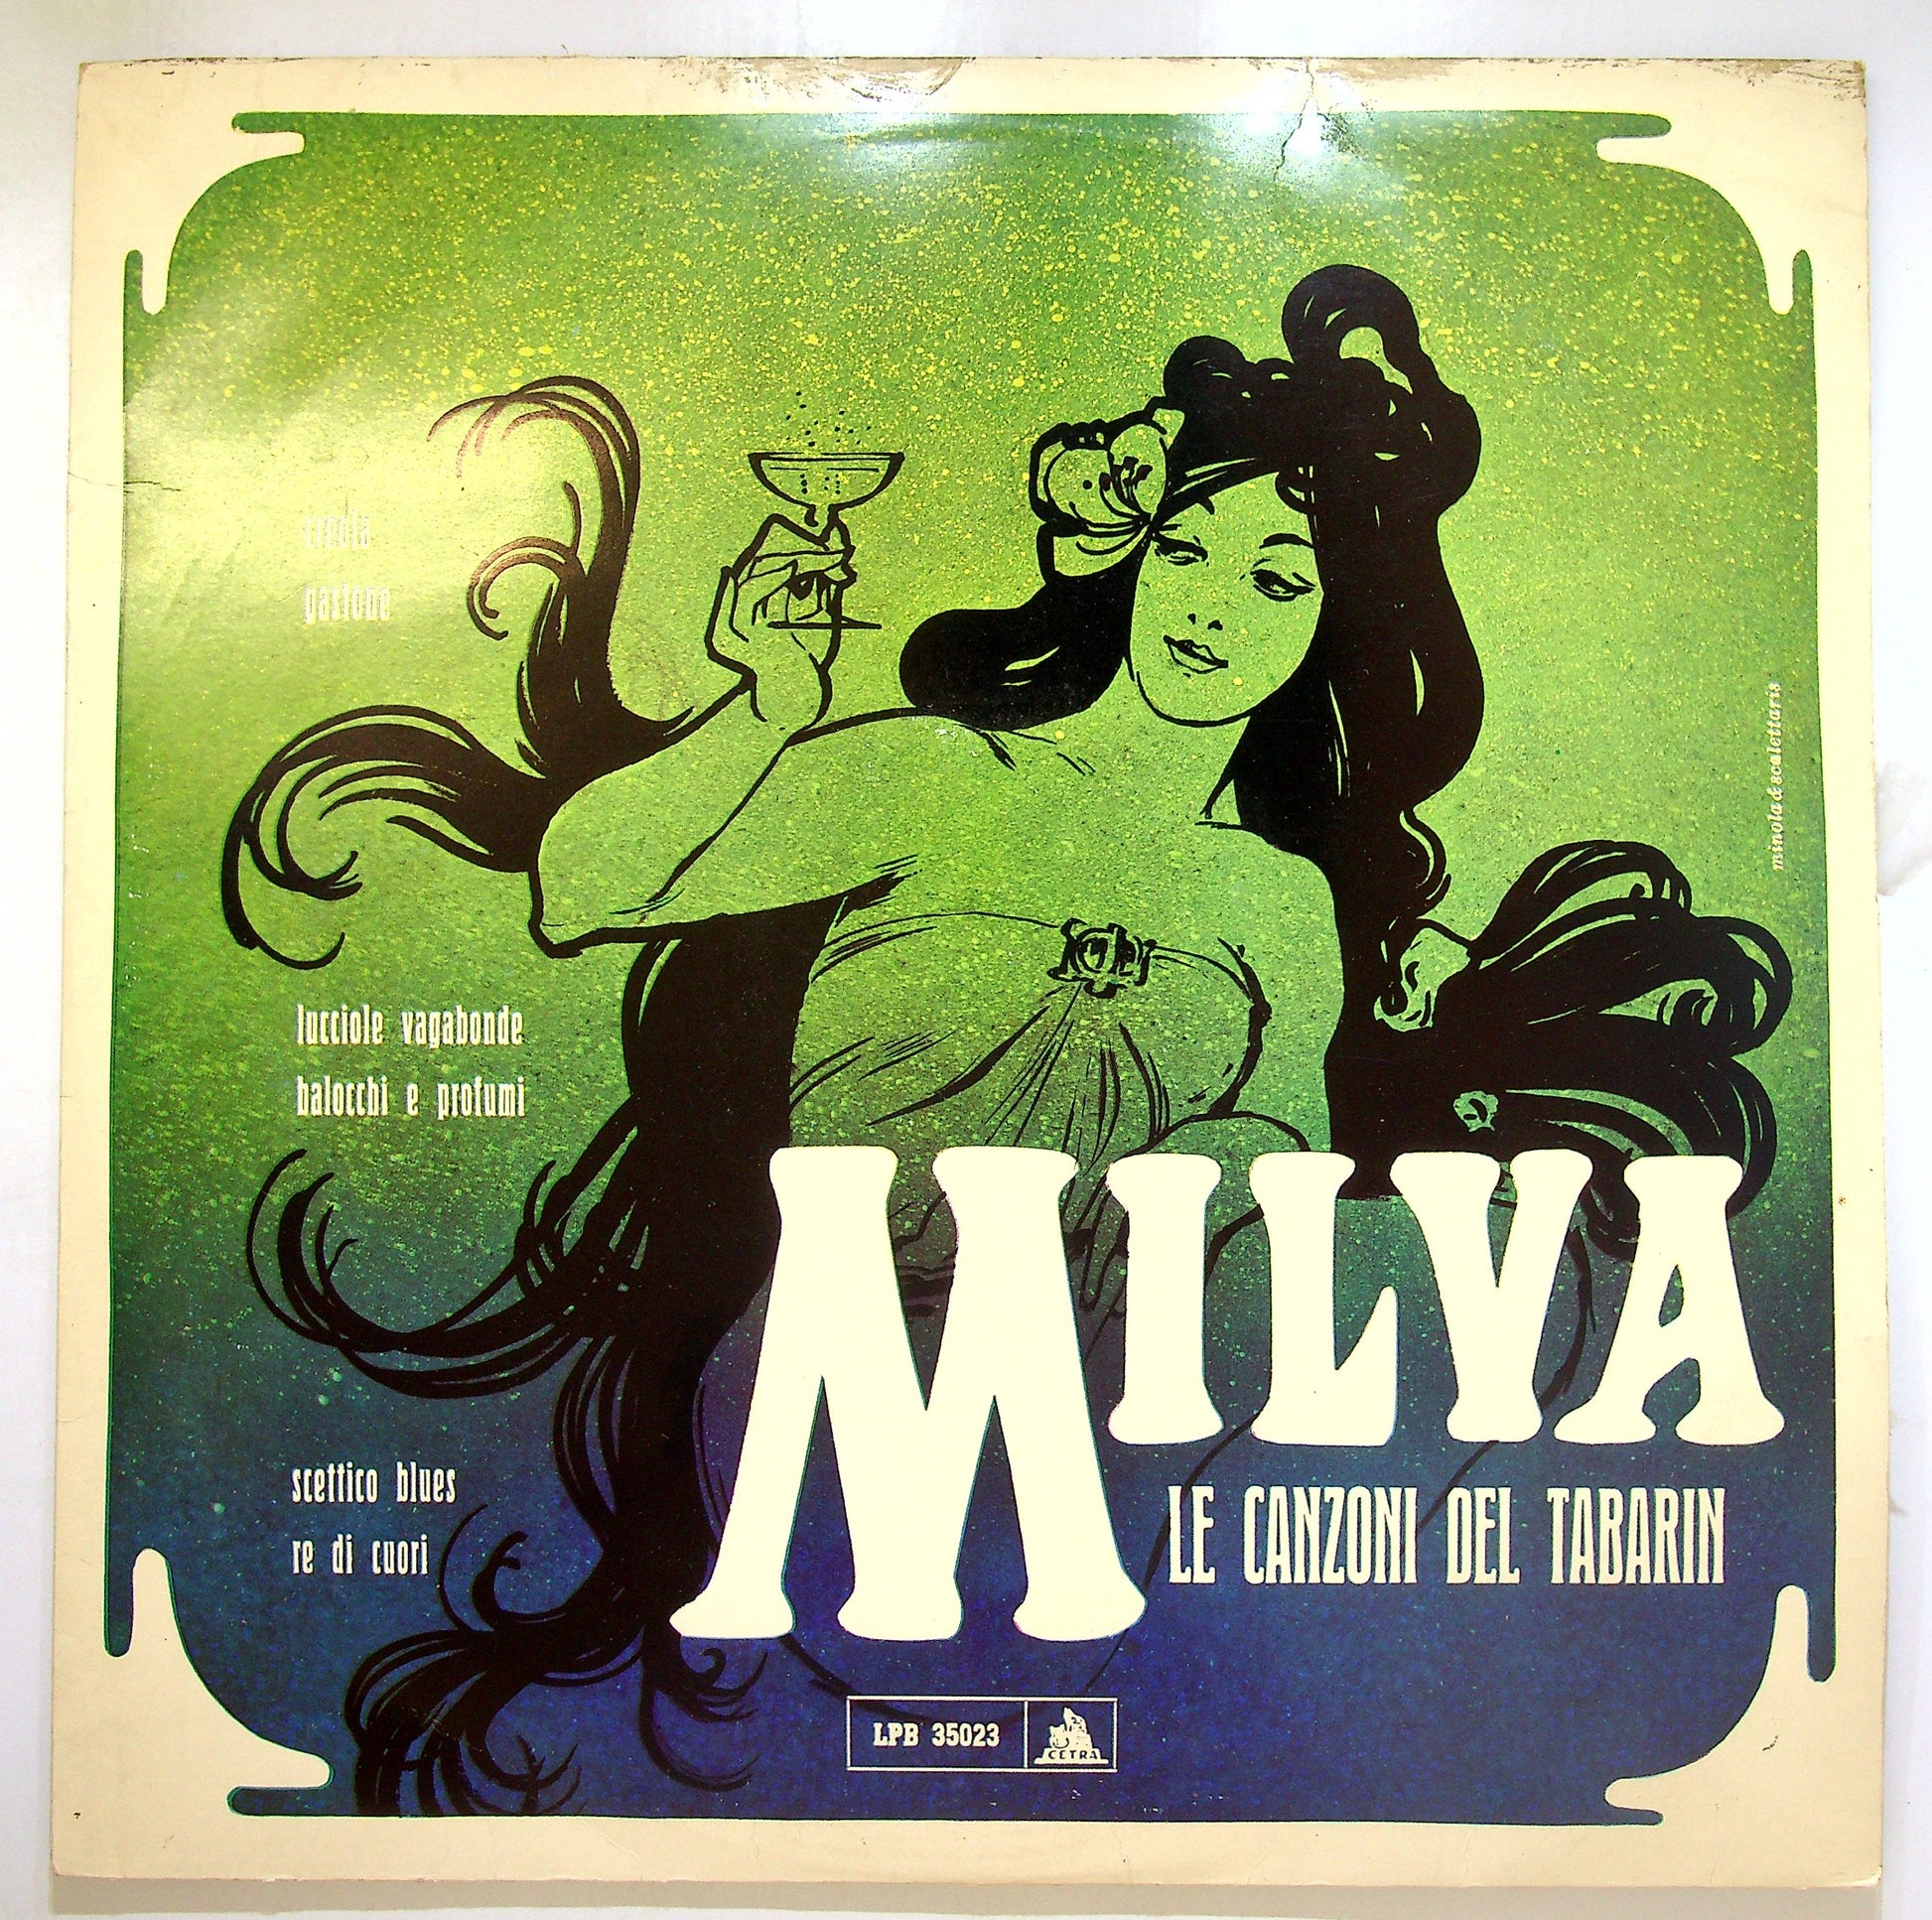 creola
gastone
lucciole vagabonde
balocchi e profumi
scettico blues
re di cuori
MILVA
LE CANZONI DEL TABARIN
LPB 35023
CETRA
minola & scalettaris